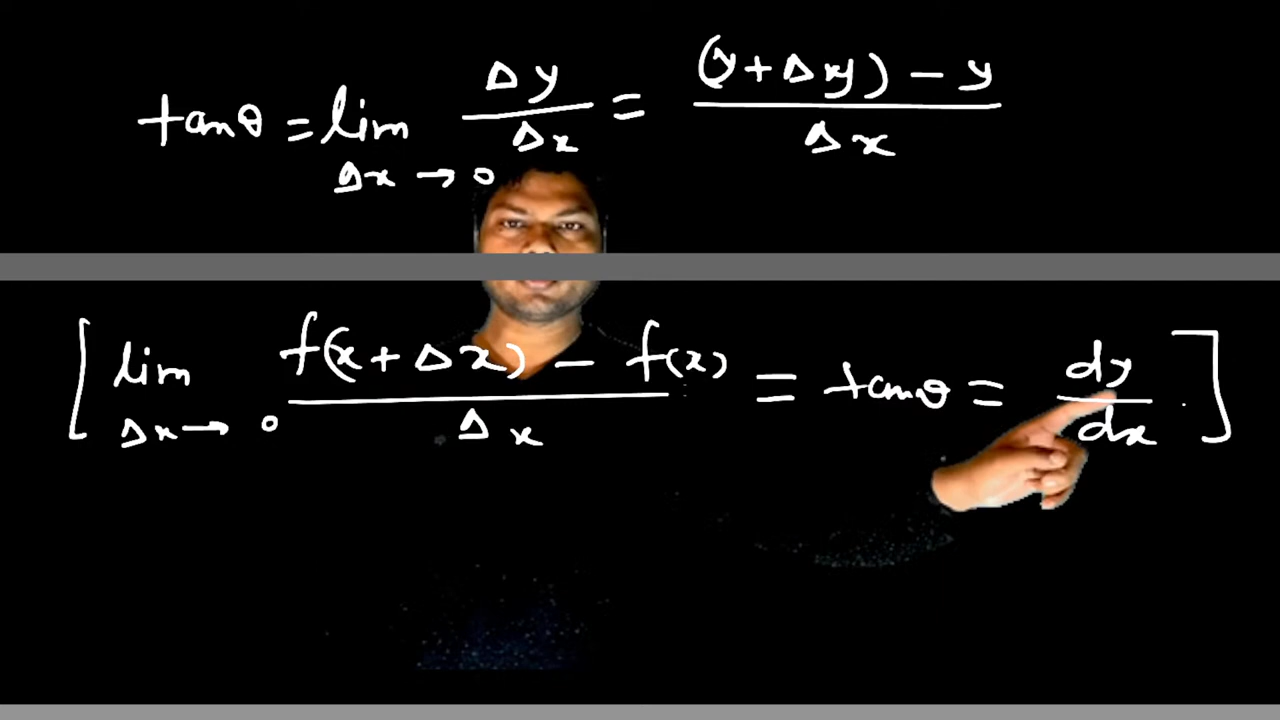 tanθ = lim Δx → 0 Δy / Δx = (y + Δy) − y / Δx
[ lim Δx → 0 f(x + Δx) − f(x) / Δx = tanθ = dy / dx ]